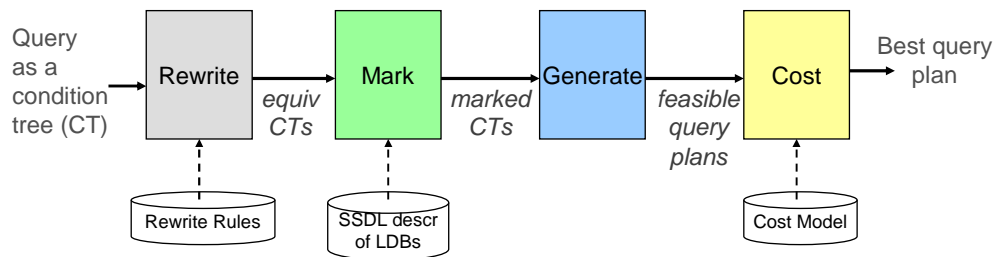 Query
as a
condition
tree (CT)
Rewrite
equiv
CTs
Mark
marked
CTs
Generate
feasible
query
plans
Cost
Best query
plan
Rewrite Rules
SSDL descr
of LDBs
Cost Model